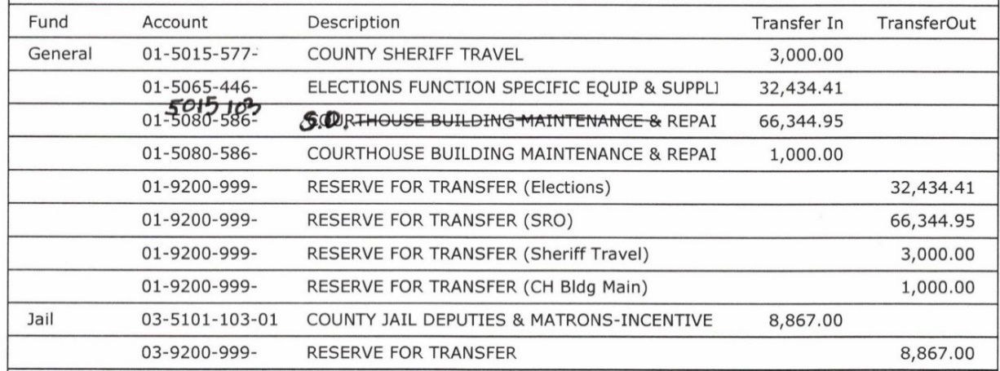 Fund Account Description Transfer In TransferOut
General 01-5015-577- COUNTY SHERIFF TRAVEL 3,000.00
01-5065-446- ELECTIONS FUNCTION SPECIFIC EQUIP & SUPPLI 32,434.41
5015 103
01-5080-586- S.D. COURTHOUSE BUILDING MAINTENANCE & REPAI 66,344.95
01-5080-586- COURTHOUSE BUILDING MAINTENANCE & REPAI 1,000.00
01-9200-999- RESERVE FOR TRANSFER (Elections) 32,434.41
01-9200-999- RESERVE FOR TRANSFER (SRO) 66,344.95
01-9200-999- RESERVE FOR TRANSFER (Sheriff Travel) 3,000.00
01-9200-999- RESERVE FOR TRANSFER (CH Bldg Main) 1,000.00
Jail 03-5101-103-01 COUNTY JAIL DEPUTIES & MATRONS-INCENTIVE 8,867.00
03-9200-999- RESERVE FOR TRANSFER 8,867.00